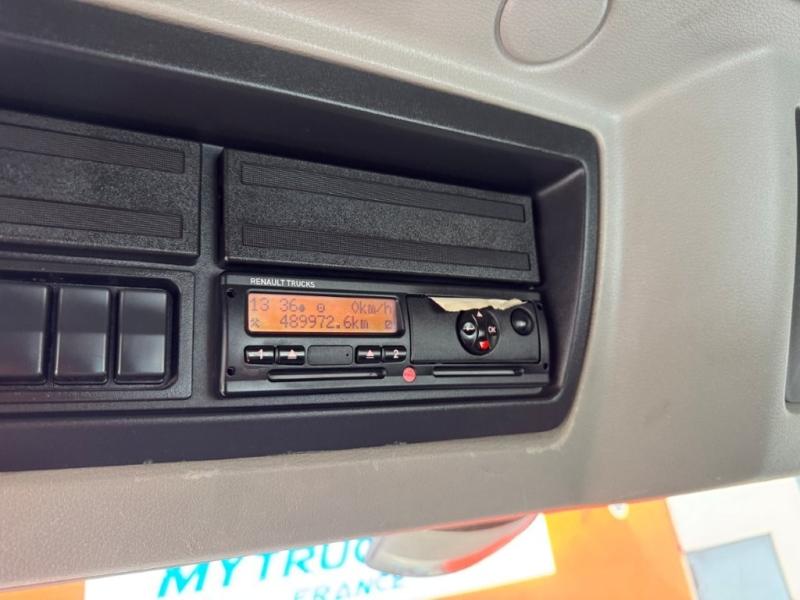 RENAULT TRUCKS
13 36 0km/h
489972.6km
1 2
OK
MYTRUC
FRANCE